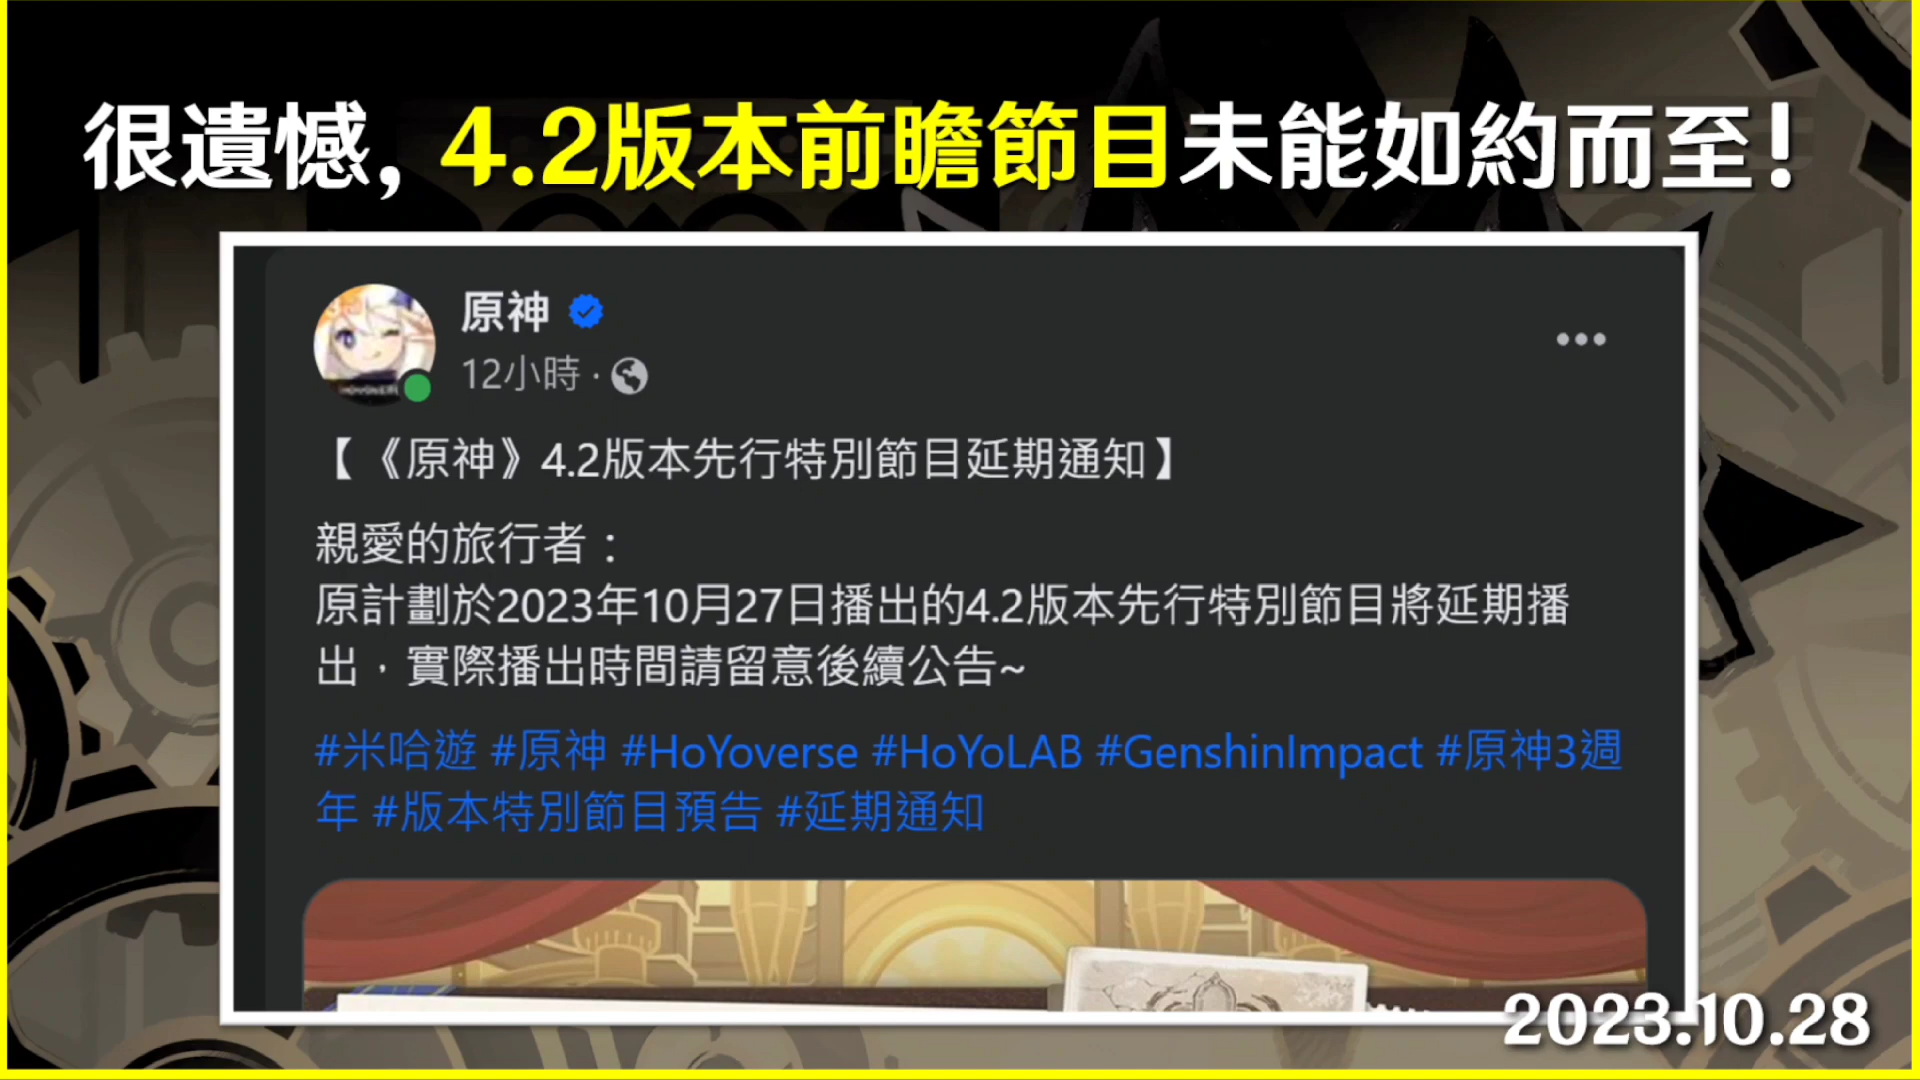 很遺憾, 4.2版本前瞻節目未能如約而至!
原神
12小時 ·
【《原神》4.2版本先行特別節目延期通知】
親愛的旅行者：
原計劃於2023年10月27日播出的4.2版本先行特別節目將延期播
出，實際播出時間請留意後續公告~
#米哈遊 #原神 #HoYoverse #HoYoLAB #GenshinImpact #原神3週
年 #版本特別節目預告 #延期通知
2023.10.28